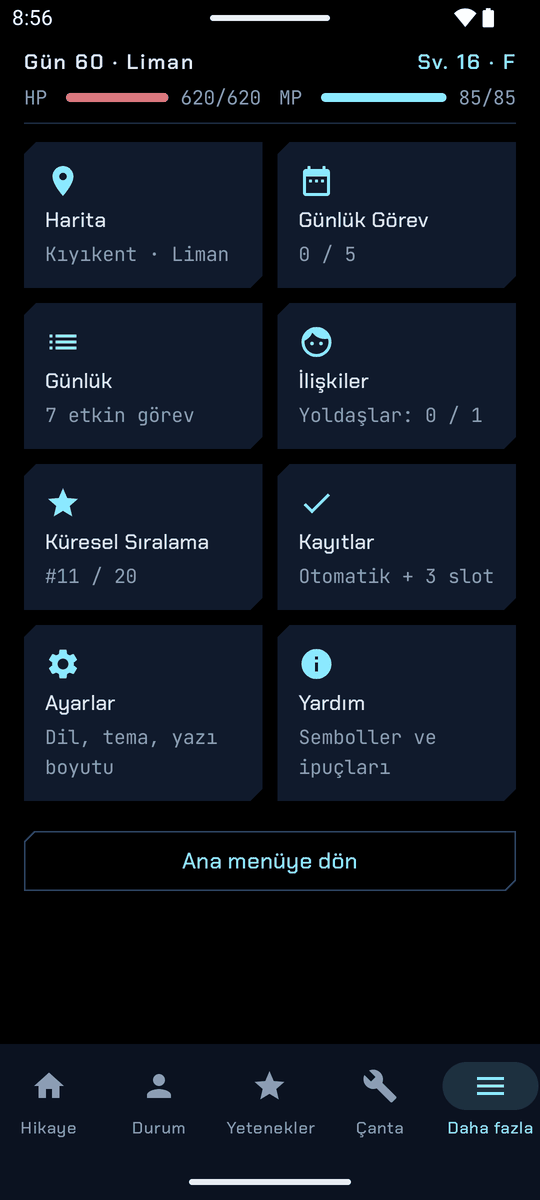 8:56
Gün 60 · Liman
Sv. 16 · F
HP 620/620 MP 85/85
Harita
Kıyıkent · Liman
Günlük Görev
0 / 5
Günlük
7 etkin görev
İlişkiler
Yoldaşlar: 0 / 1
Küresel Sıralama
#11 / 20
Kayıtlar
Otomatik + 3 slot
Ayarlar
Dil, tema, yazı
boyutu
Yardım
Semboller ve
ipuçları
Ana menüye dön
Hikaye
Durum
Yetenekler
Çanta
Daha fazla